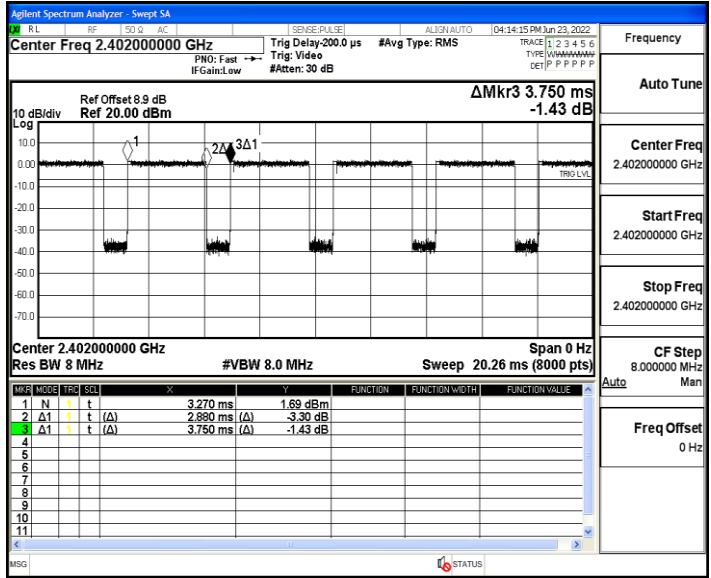 Agilent Spectrum Analyzer - Swept SA
RL RF 50 Ω AC SENSE:PULSE ALIGN AUTO 04:14:15 PM Jun 23, 2022
Center Freq 2.402000000 GHz Trig Delay-200.0 µs #Avg Type: RMS TRACE 1 2 3 4 5 6
PNO: Fast Trig: Video TYPE WWWWWW
IFGain:Low #Atten: 30 dB DET P P P P P P
Ref Offset 8.9 dB ΔMkr3 3.750 ms
10 dB/div Ref 20.00 dBm -1.43 dB
Log
10.0
0.00
-10.0
-20.0
-30.0
-40.0
-50.0
-60.0
-70.0
1
2Δ
3Δ1
TRIG LVL
Center 2.402000000 GHz Span 0 Hz
Res BW 8 MHz #VBW 8.0 MHz Sweep 20.26 ms (8000 pts)
MKR MODE TRC SCL X Y FUNCTION FUNCTION WIDTH FUNCTION VALUE
1 N 1 t 3.270 ms 1.69 dBm
2 Δ1 1 t (Δ) 2.880 ms (Δ) -3.30 dB
3 Δ1 1 t (Δ) 3.750 ms (Δ) -1.43 dB
4
5
6
7
8
9
10
11
MSG STATUS
Frequency
Auto Tune
Center Freq
2.402000000 GHz
Start Freq
2.402000000 GHz
Stop Freq
2.402000000 GHz
CF Step
8.000000 MHz
Auto Man
Freq Offset
0 Hz